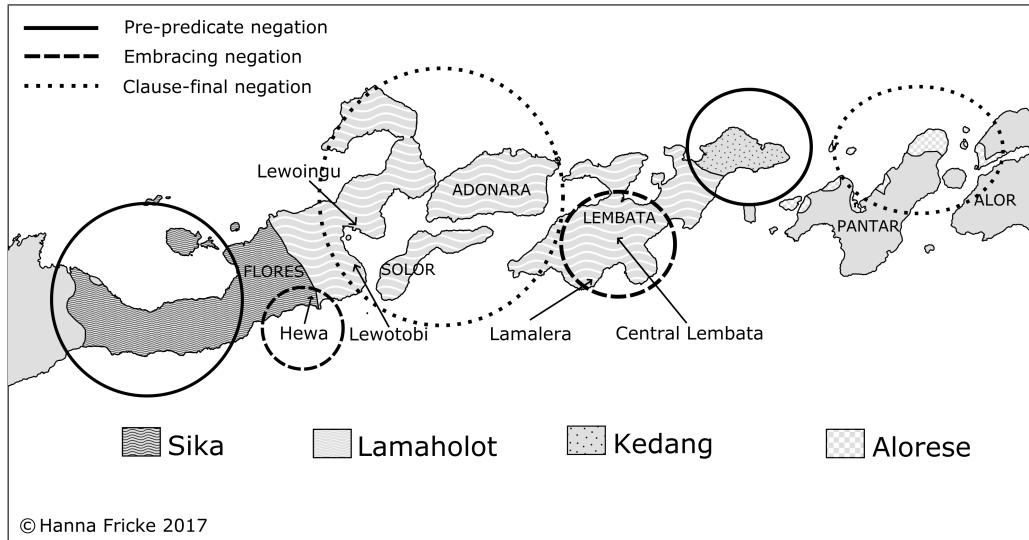 Pre-predicate negation
Embracing negation
Clause-final negation
Lewoingu
ADONARA
LEMBATA
ALOR
PANTAR
FLORES
SOLOR
Hewa
Lewotobi
Lamalera
Central Lembata
Sika
Lamaholot
Kedang
Alorese
© Hanna Fricke 2017